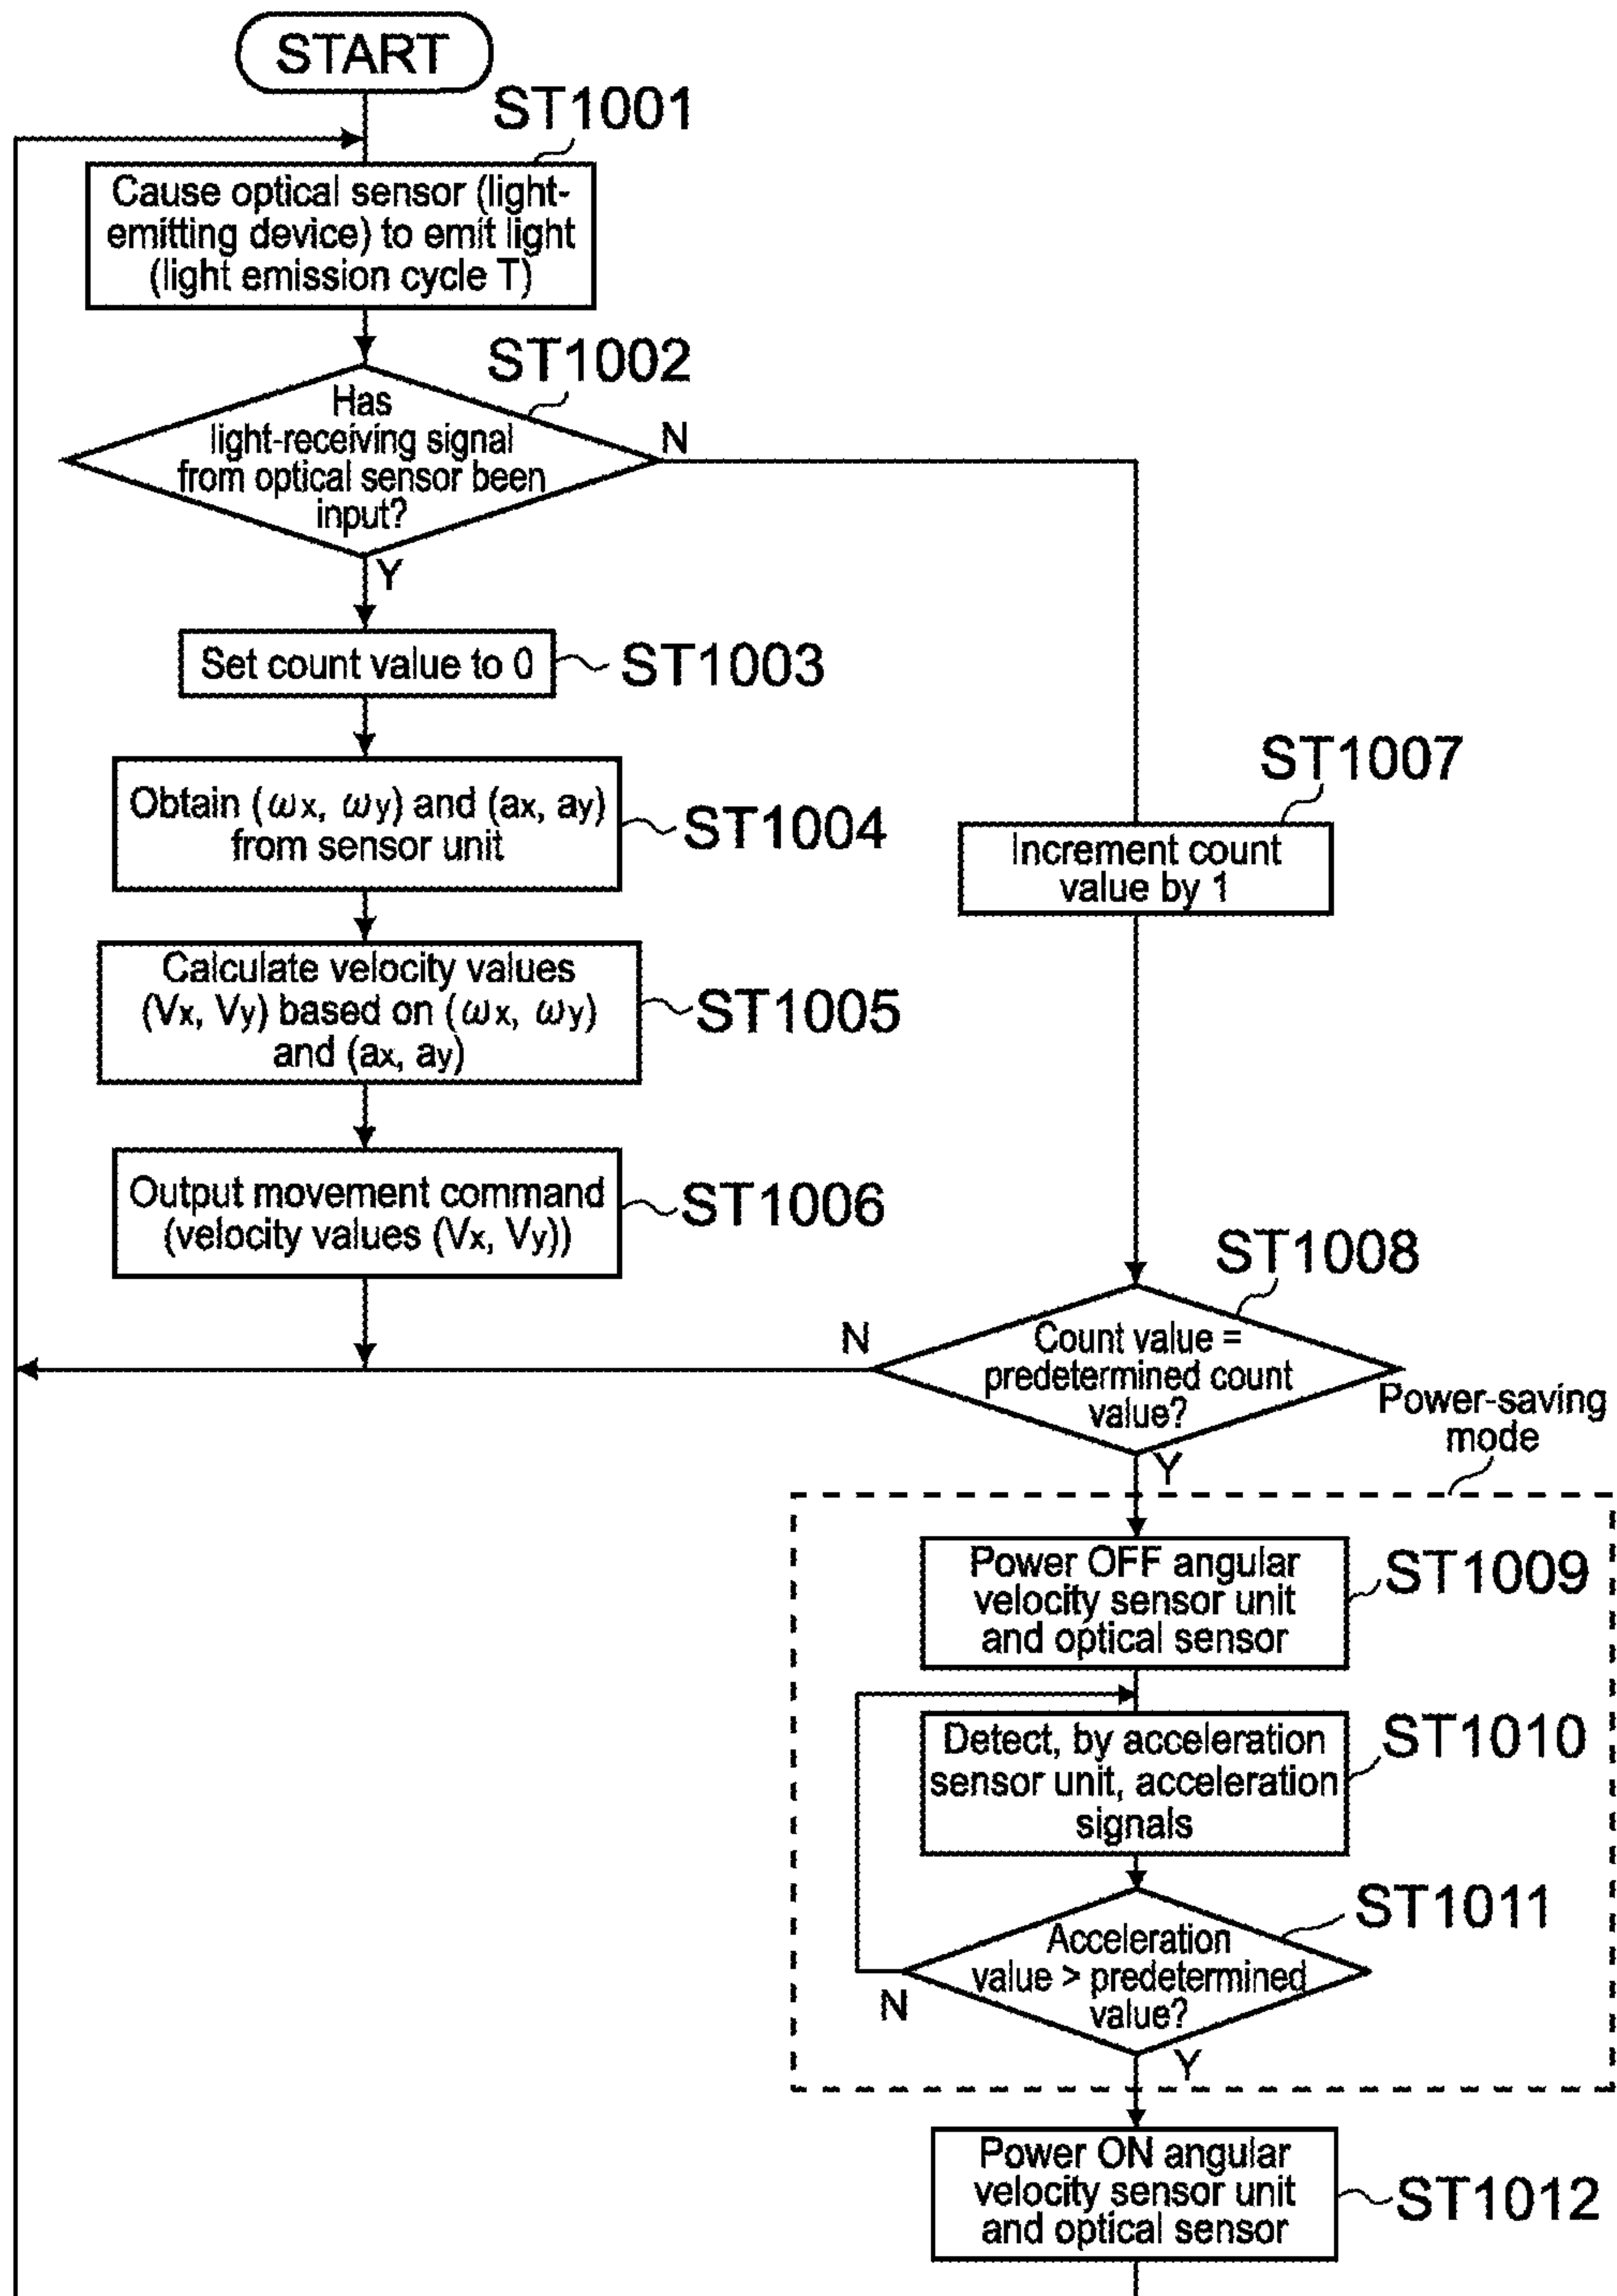 START
ST1001
Cause optical sensor (light-
emitting device) to emit light
(light emission cycle T)
ST1002
Has
light-receiving signal
from optical sensor been
input?
N
Y
Set count value to 0
ST1003
Obtain (ωx, ωy) and (ax, ay)
from sensor unit
ST1004
Calculate velocity values
(Vx, Vy) based on (ωx, ωy)
and (ax, ay)
ST1005
Output movement command
(velocity values (Vx, Vy))
ST1006
ST1007
Increment count
value by 1
ST1008
Count value =
predetermined count
value?
N
Y
Power-saving
mode
Power OFF angular
velocity sensor unit
and optical sensor
ST1009
Detect, by acceleration
sensor unit, acceleration
signals
ST1010
ST1011
Acceleration
value > predetermined
value?
N
Y
Power ON angular
velocity sensor unit
and optical sensor
ST1012